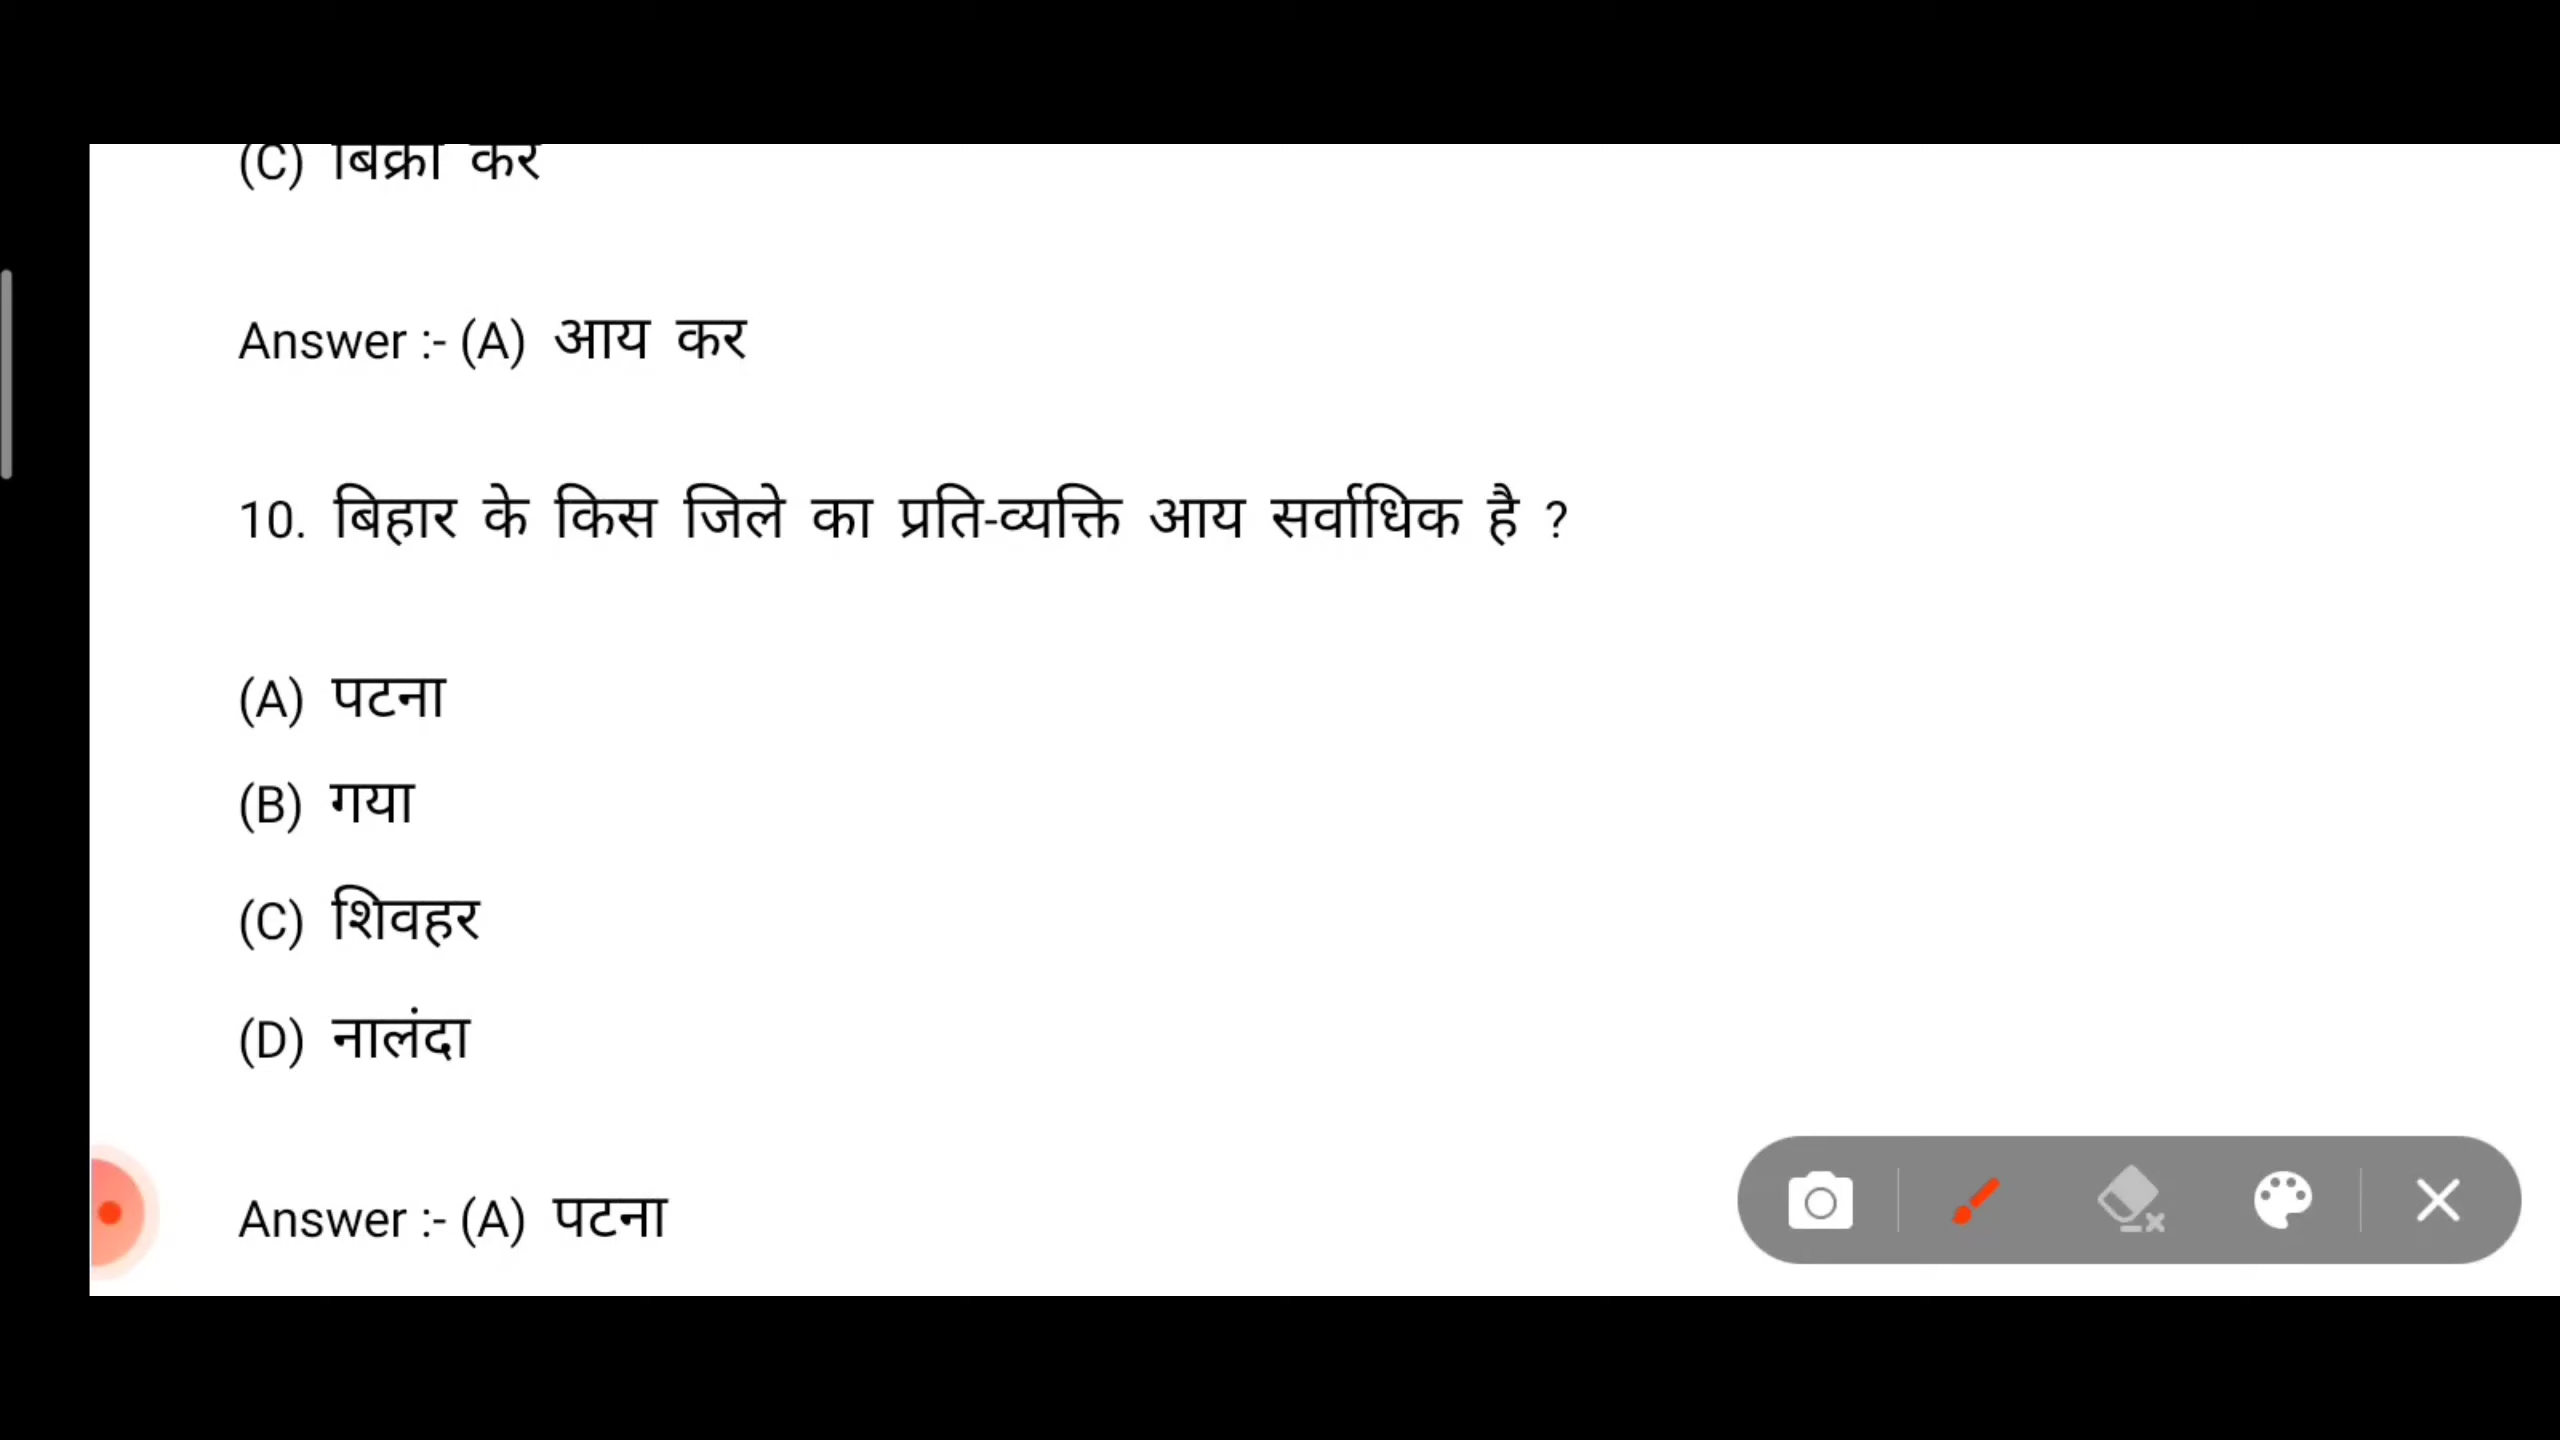 (C) बिक्री कर
Answer :- (A) आय कर
10. बिहार के किस जिले का प्रति-व्यक्ति आय सर्वाधिक है ?
(A) पटना
(B) गया
(C) शिवहर
(D) नालंदा
Answer :- (A) पटना